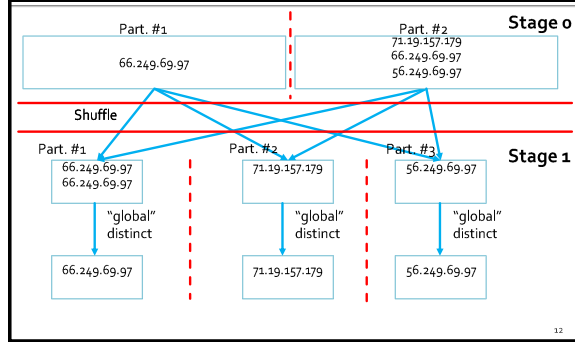 Stage 0
Part. #1
Part. #2
66.249.69.97
71.19.157.179
66.249.69.97
56.249.69.97
Shuffle
Stage 1
Part. #1
Part. #2
Part. #3
66.249.69.97
66.249.69.97
71.19.157.179
56.249.69.97
"global"
distinct
"global"
distinct
"global"
distinct
66.249.69.97
71.19.157.179
56.249.69.97
12